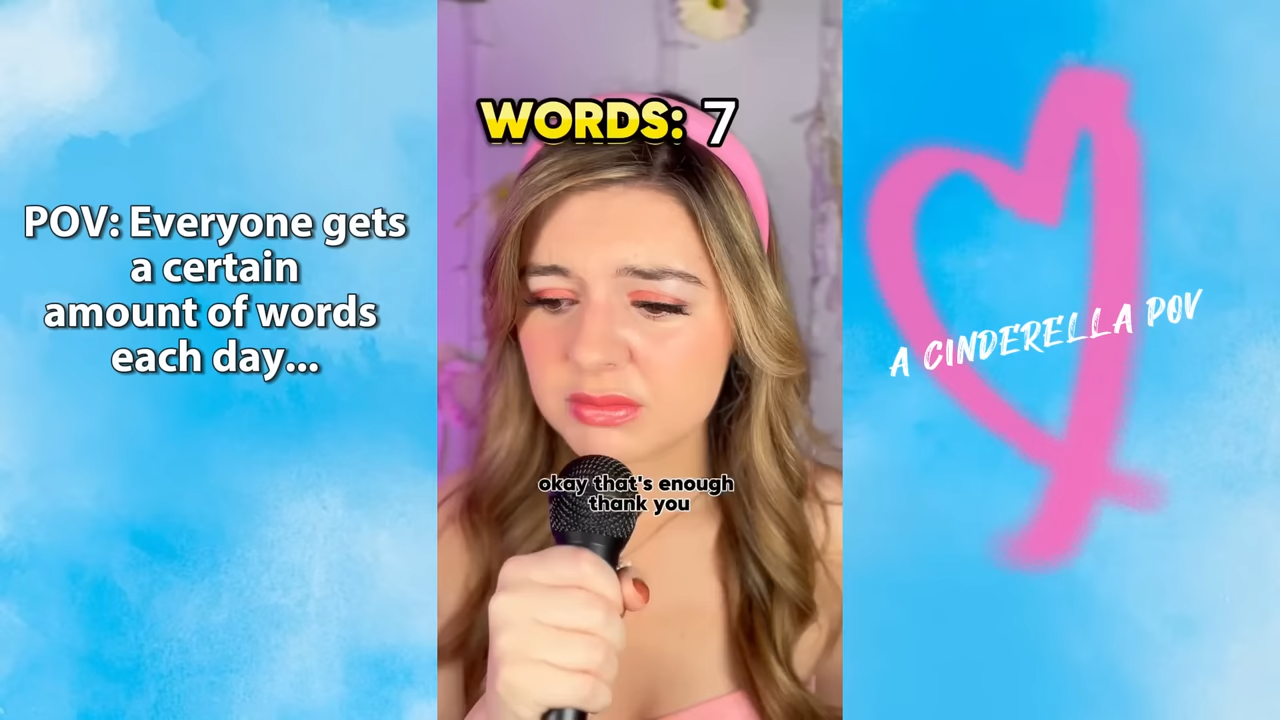 POV: Everyone gets
a certain
amount of words
each day...
WORDS: 7
okay that's enough
thank you
A CINDERELLA POV